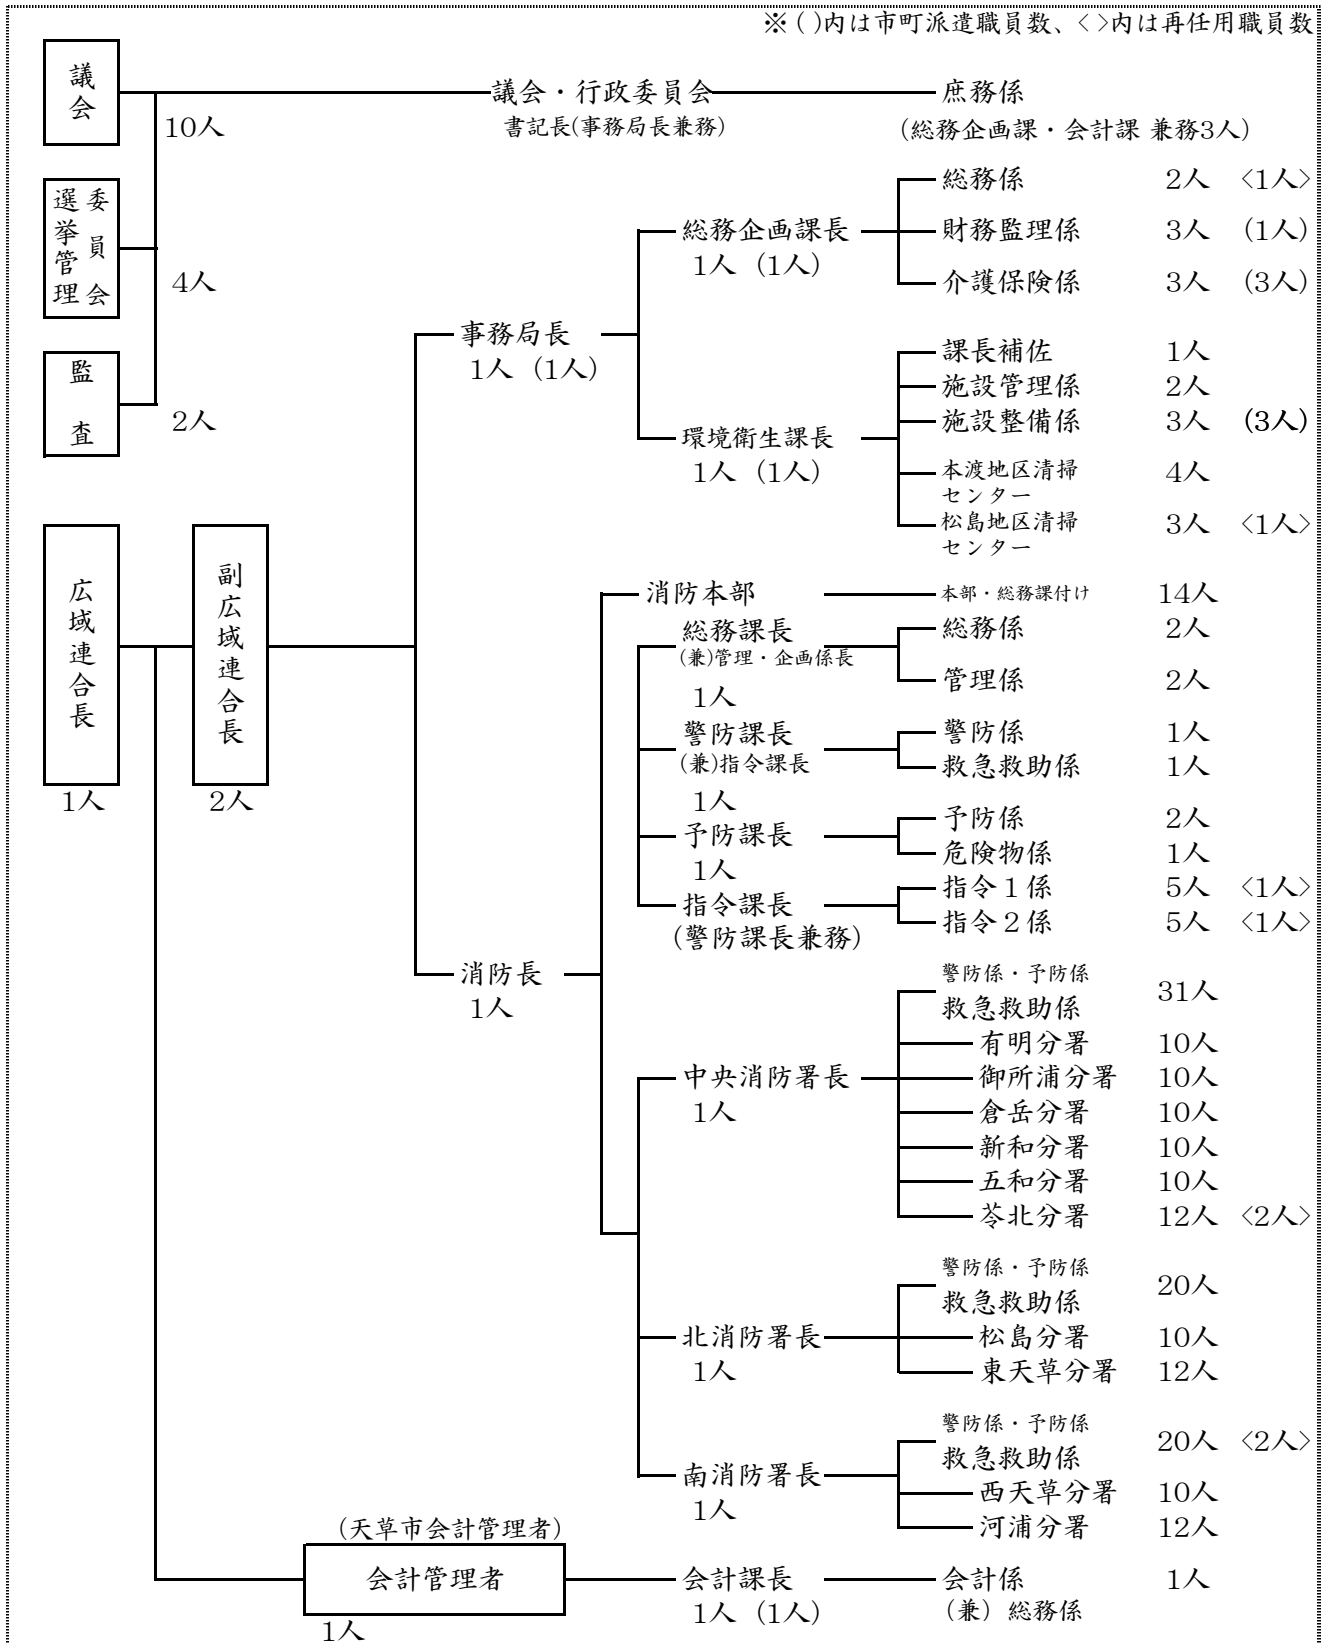 ※ ( )内は市町派遣職員数、< >内は再任用職員数
議会
10人
議会・行政委員会
書記長(事務局長兼務)
庶務係
(総務企画課・会計課 兼務3人)
選挙管理委員会
4人
監査
2人
広域連合長
1人
副広域連合長
2人
事務局長
1人 (1人)
総務企画課長
1人 (1人)
総務係 2人 <1人>
財務監理係 3人 (1人)
介護保険係 3人 (3人)
環境衛生課長
1人 (1人)
課長補佐 1人
施設管理係 2人
施設整備係 3人 (3人)
本渡地区清掃
センター
4人
松島地区清掃
センター
3人 <1人>
消防長
1人
消防本部
本部・総務課付け 14人
総務課長
(兼)管理・企画係長
1人
総務係 2人
管理係 2人
警防課長
(兼)指令課長
1人
警防係 1人
救急救助係 1人
予防課長
1人
予防係 2人
危険物係 1人
指令課長
(警防課長兼務)
指令1係 5人 <1人>
指令2係 5人 <1人>
中央消防署長
1人
警防係・予防係
救急救助係
31人
有明分署 10人
御所浦分署 10人
倉岳分署 10人
新和分署 10人
五和分署 10人
苓北分署 12人 <2人>
北消防署長
1人
警防係・予防係
救急救助係
20人
松島分署 10人
東天草分署 12人
南消防署長
1人
警防係・予防係
救急救助係
20人 <2人>
西天草分署 10人
河浦分署 12人
(天草市会計管理者)
会計管理者
1人
会計課長
1人 (1人)
会計係 1人
(兼) 総務係